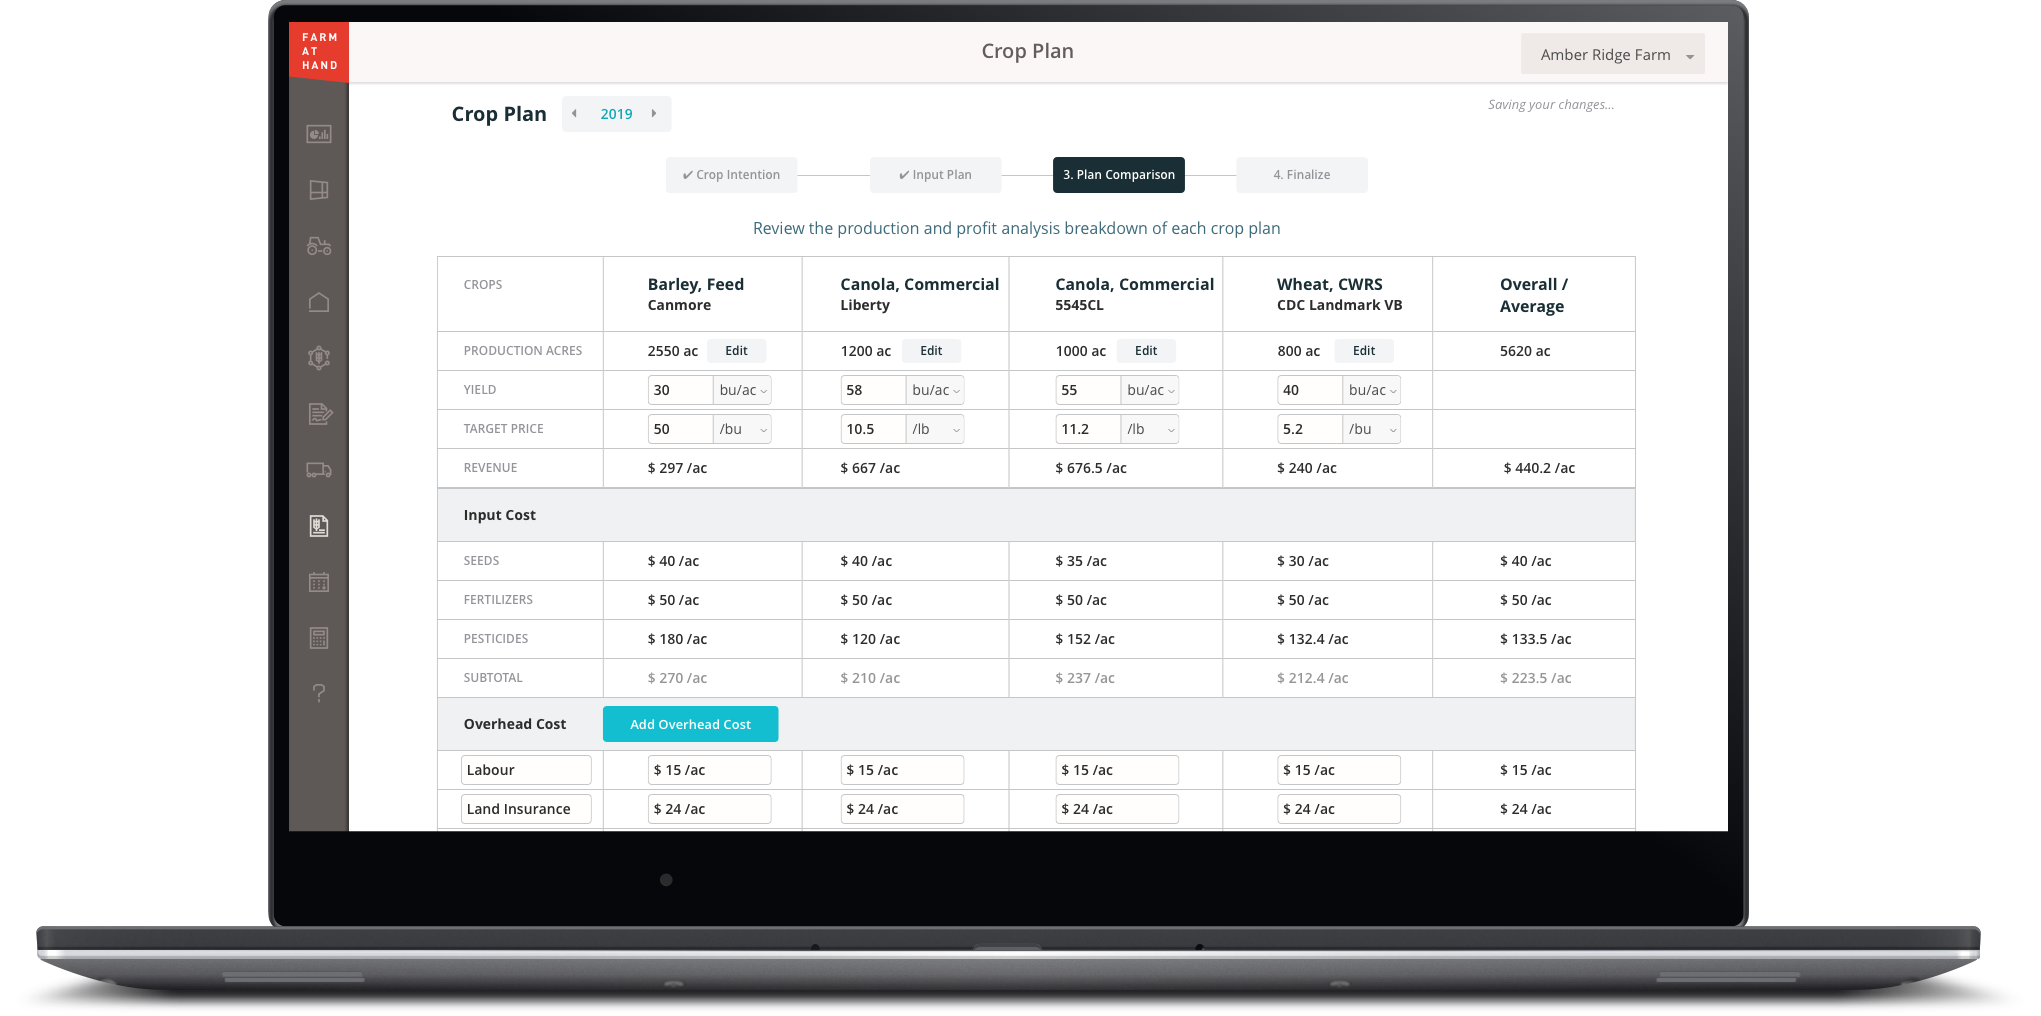 FARM
AT
HAND
Crop Plan
Amber Ridge Farm
Crop Plan 2019
Saving your changes...
✔ Crop Intention ✔ Input Plan 3. Plan Comparison 4. Finalize
Review the production and profit analysis breakdown of each crop plan
CROPS Barley, Feed Canola, Commercial Canola, Commercial Wheat, CWRS Overall /
Canmore Liberty 5545CL CDC Landmark VB Average
PRODUCTION ACRES 2550 ac Edit 1200 ac Edit 1000 ac Edit 800 ac Edit 5620 ac
YIELD 30 bu/ac 58 bu/ac 55 bu/ac 40 bu/ac
TARGET PRICE 50 /bu 10.5 /lb 11.2 /lb 5.2 /bu
REVENUE $ 297 /ac $ 667 /ac $ 676.5 /ac $ 240 /ac $ 440.2 /ac
Input Cost
SEEDS $ 40 /ac $ 40 /ac $ 35 /ac $ 30 /ac $ 40 /ac
FERTILIZERS $ 50 /ac $ 50 /ac $ 50 /ac $ 50 /ac $ 50 /ac
PESTICIDES $ 180 /ac $ 120 /ac $ 152 /ac $ 132.4 /ac $ 133.5 /ac
SUBTOTAL $ 270 /ac $ 210 /ac $ 237 /ac $ 212.4 /ac $ 223.5 /ac
Overhead Cost Add Overhead Cost
Labour $ 15 /ac $ 15 /ac $ 15 /ac $ 15 /ac $ 15 /ac
Land Insurance $ 24 /ac $ 24 /ac $ 24 /ac $ 24 /ac $ 24 /ac